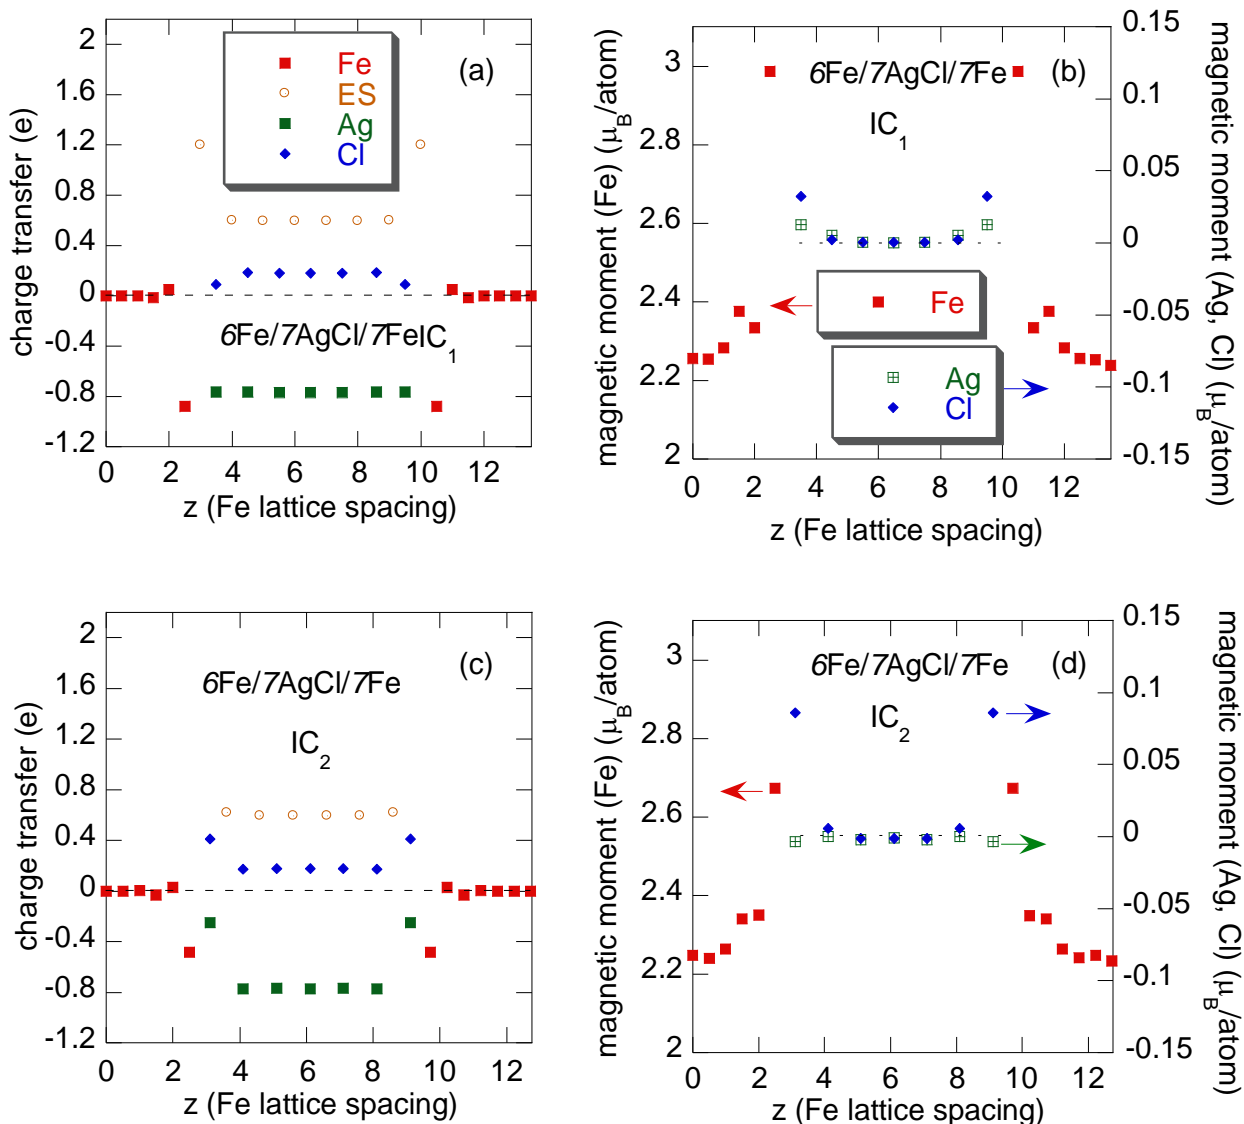 2
1.6
1.2
0.8
0.4
0
-0.4
-0.8
-1.2
charge transfer (e)
Fe
ES
Ag
Cl
(a)
6Fe/7AgCl/7FeIC1
0 2 4 6 8 10 12
z (Fe lattice spacing)
3
2.8
2.6
2.4
2.2
2
magnetic moment (Fe) (μB/atom)
6Fe/7AgCl/7Fe
(b)
IC1
Fe
Ag
Cl
0.15
0.1
0.05
0
-0.05
-0.1
-0.15
magnetic moment (Ag, Cl) (μB/atom)
0 2 4 6 8 10 12
z (Fe lattice spacing)
2
1.6
1.2
0.8
0.4
0
-0.4
-0.8
-1.2
charge transfer (e)
(c)
6Fe/7AgCl/7Fe
IC2
0 2 4 6 8 10 12
z (Fe lattice spacing)
3
2.8
2.6
2.4
2.2
2
magnetic moment (Fe) (μB/atom)
6Fe/7AgCl/7Fe
(d)
IC2
0.15
0.1
0.05
0
-0.05
-0.1
-0.15
magnetic moment (Ag, Cl) (μB/atom)
0 2 4 6 8 10 12
z (Fe lattice spacing)